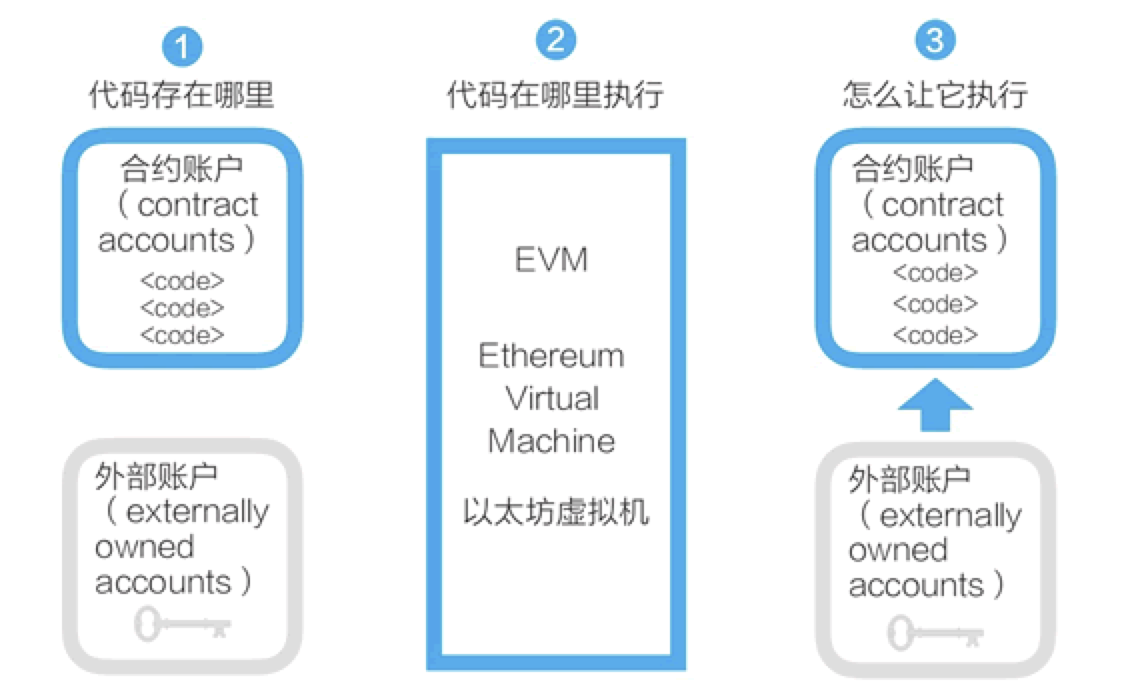 1
代码存在哪里
合约账户
（contract
accounts）
<code>
<code>
<code>
外部账户
（externally
owned
accounts）
2
代码在哪里执行
EVM
Ethereum
Virtual
Machine
以太坊虚拟机
3
怎么让它执行
合约账户
（contract
accounts）
<code>
<code>
<code>
外部账户
（externally
owned
accounts）